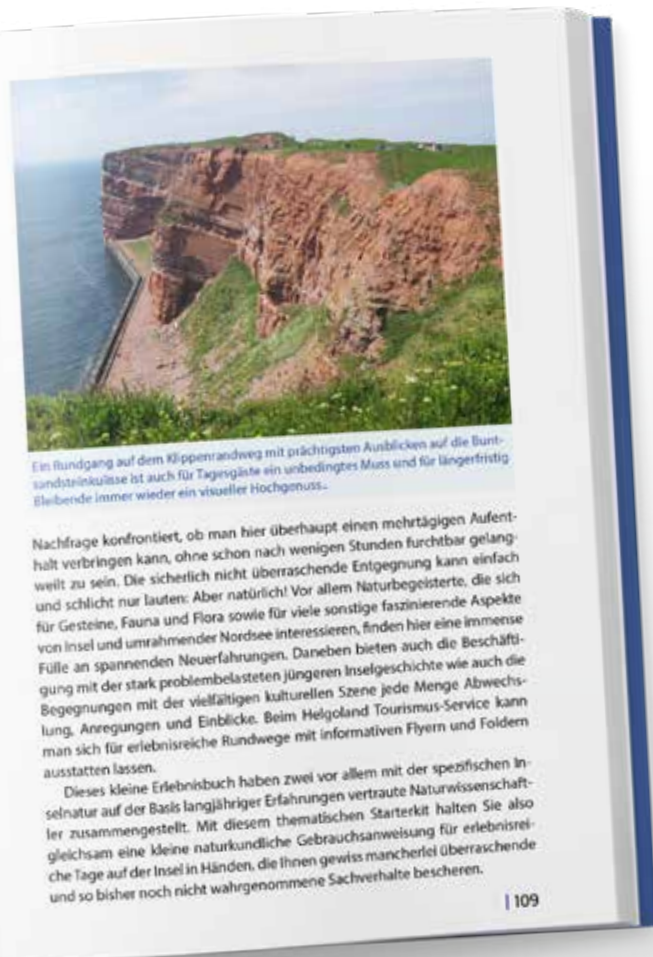 Ein Rundgang auf dem Klippenrandweg mit prächtigsten Ausblicken auf die Bunt-
sandsteinkulisse ist auch für Tagesgäste ein unbedingtes Muss und für längerfristig
Bleibende immer wieder ein visueller Hochgenuss..
Nachfrage konfrontiert, ob man hier überhaupt einen mehrtägigen Aufent-
halt verbringen kann, ohne schon nach wenigen Stunden furchtbar gelang-
weilt zu sein. Die sicherlich nicht überraschende Entgegnung kann einfach
und schlicht nur lauten: Aber natürlich! Vor allem Naturbegeisterte, die sich
für Gesteine, Fauna und Flora sowie für viele sonstige faszinierende Aspekte
von Insel und umrahmender Nordsee interessieren, finden hier eine immense
Fülle an spannenden Neuerfahrungen. Daneben bieten auch die Beschäfti-
gung mit der stark problembelasteten jüngeren Inselgeschichte wie auch die
Begegnungen mit der vielfältigen kulturellen Szene jede Menge Abwechs-
lung, Anregungen und Einblicke. Beim Helgoland Tourismus-Service kann
man sich für erlebnisreiche Rundwege mit informativen Flyern und Foldern
ausstatten lassen.
Dieses kleine Erlebnisbuch haben zwei vor allem mit der spezifischen In-
selnatur auf der Basis langjähriger Erfahrungen vertraute Naturwissenschaft-
ler zusammengestellt. Mit diesem thematischen Starterkit halten Sie also
gleichsam eine kleine naturkundliche Gebrauchsanweisung für erlebnisrei-
che Tage auf der Insel in Händen, die Ihnen gewiss mancherlei überraschende
und so bisher noch nicht wahrgenommene Sachverhalte bescheren.
| 109